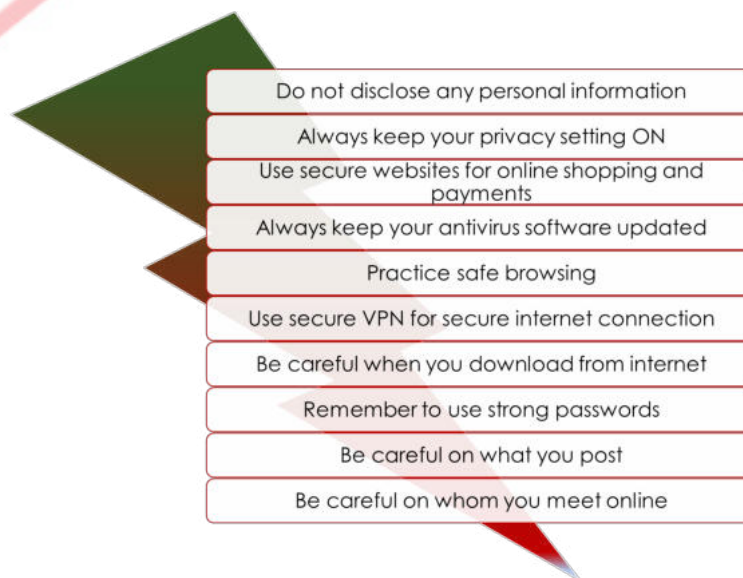 Do not disclose any personal information
Always keep your privacy setting ON
Use secure websites for online shopping and
payments
Always keep your antivirus software updated
Practice safe browsing
Use secure VPN for secure internet connection
Be careful when you download from internet
Remember to use strong passwords
Be careful on what you post
Be careful on whom you meet online